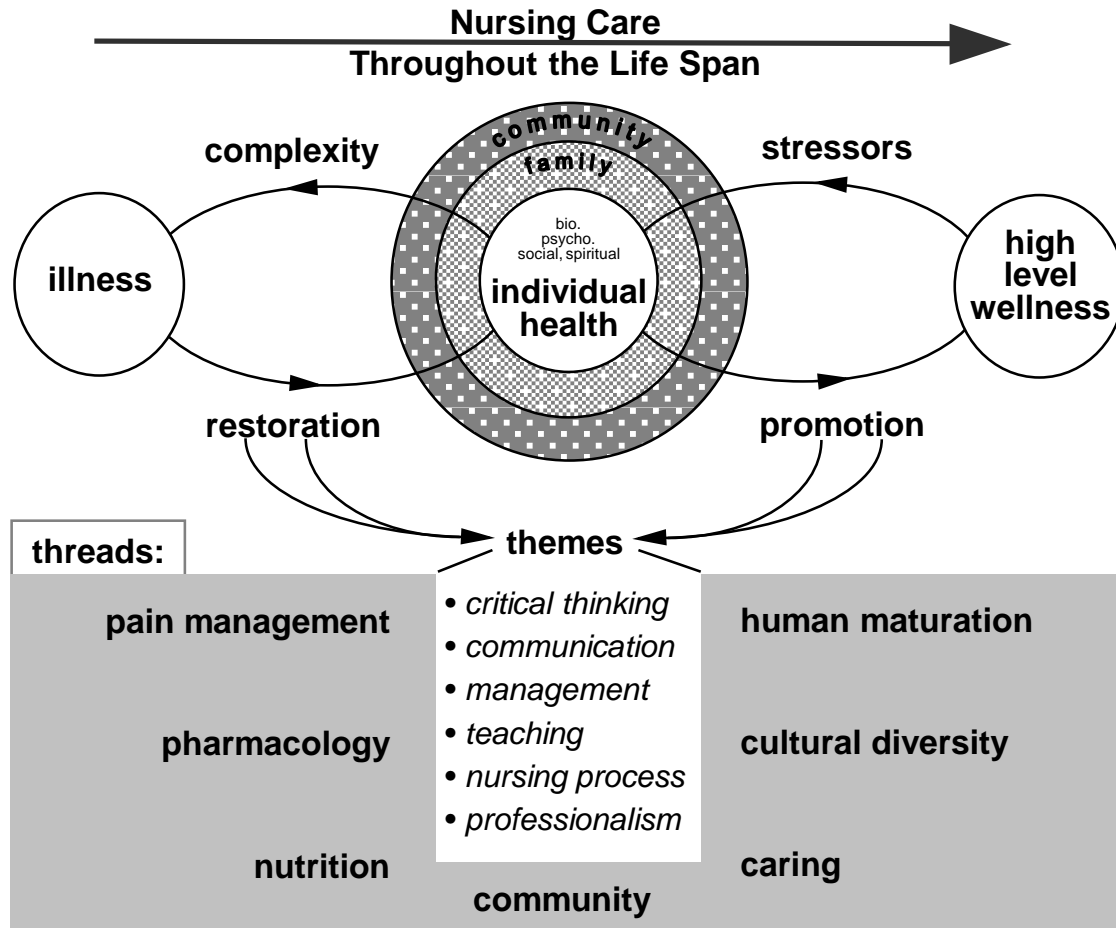 Nursing Care
Throughout the Life Span
community
family
complexity
stressors
bio.
psycho.
social, spiritual
individual
health
illness
high
level
wellness
restoration
promotion
themes
threads:
pain management
pharmacology
nutrition
• critical thinking
• communication
• management
• teaching
• nursing process
• professionalism
human maturation
cultural diversity
caring
community